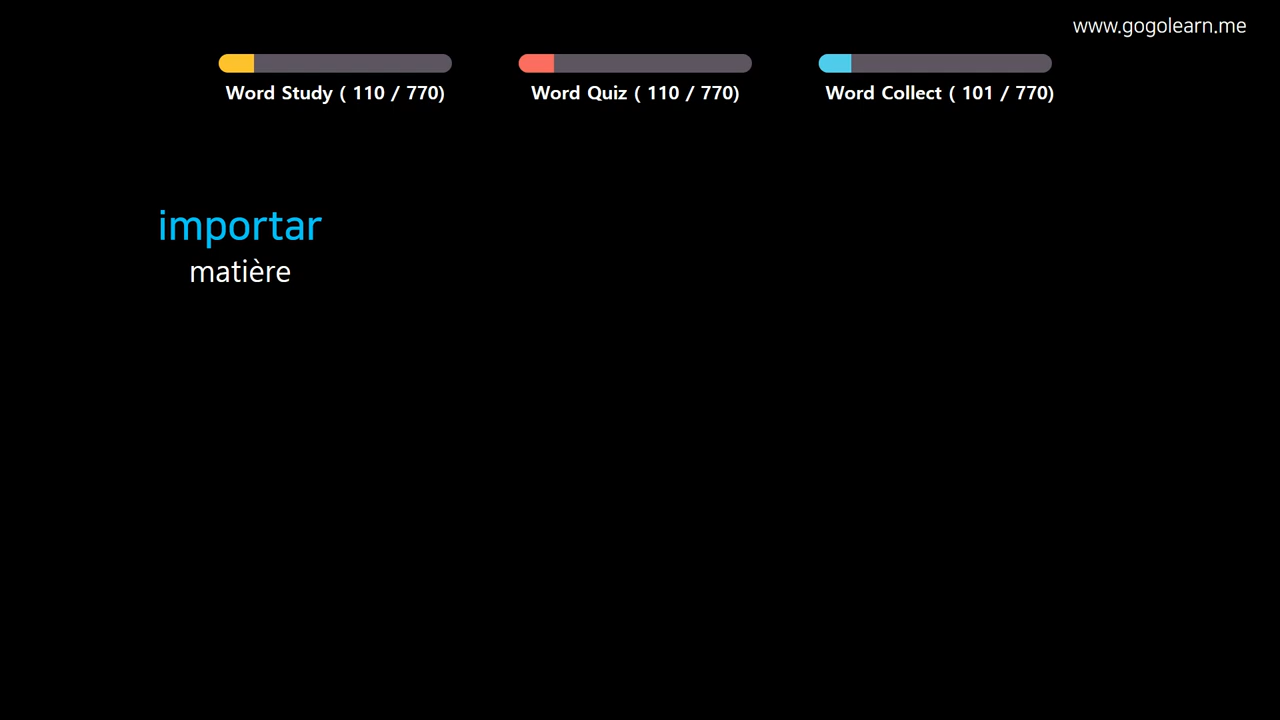 www.gogolearn.me
Word Study ( 110 / 770)
Word Quiz ( 110 / 770)
Word Collect ( 101 / 770)
importar
matière